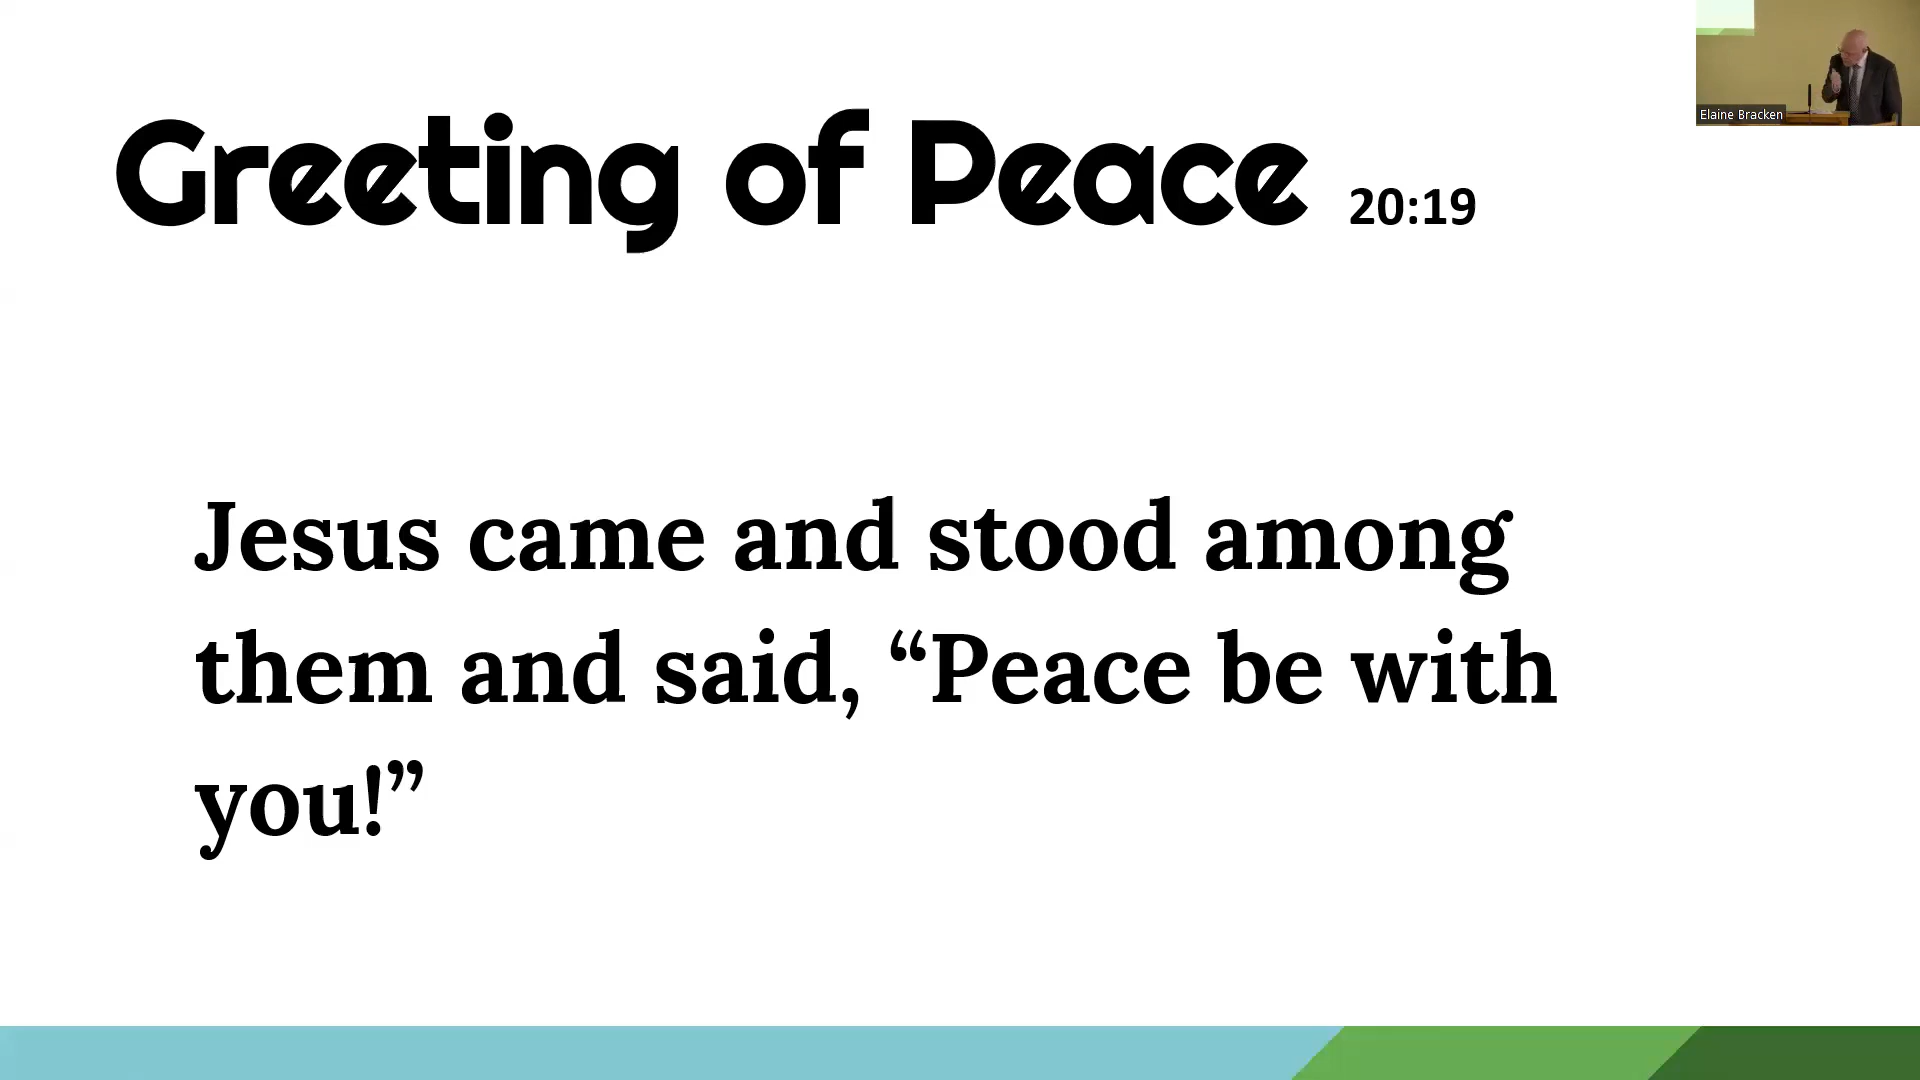 Greeting of Peace 20:19
Elaine Bracken
Jesus came and stood among
them and said, “Peace be with
you!”